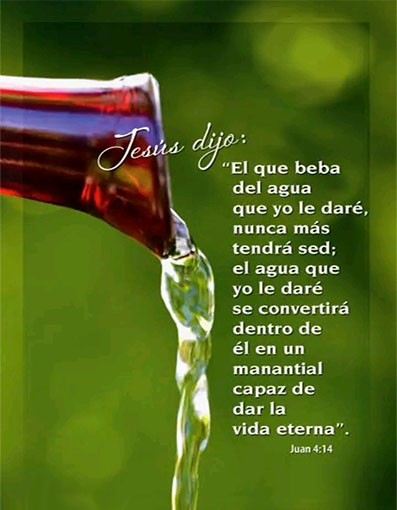 Jesús dijo:
“El que beba
del agua
que yo le daré,
nunca más
tendrá sed;
el agua que
yo le daré
se convertirá
dentro de
él en un
manantial
capaz de
dar la
vida eterna”.
Juan 4:14